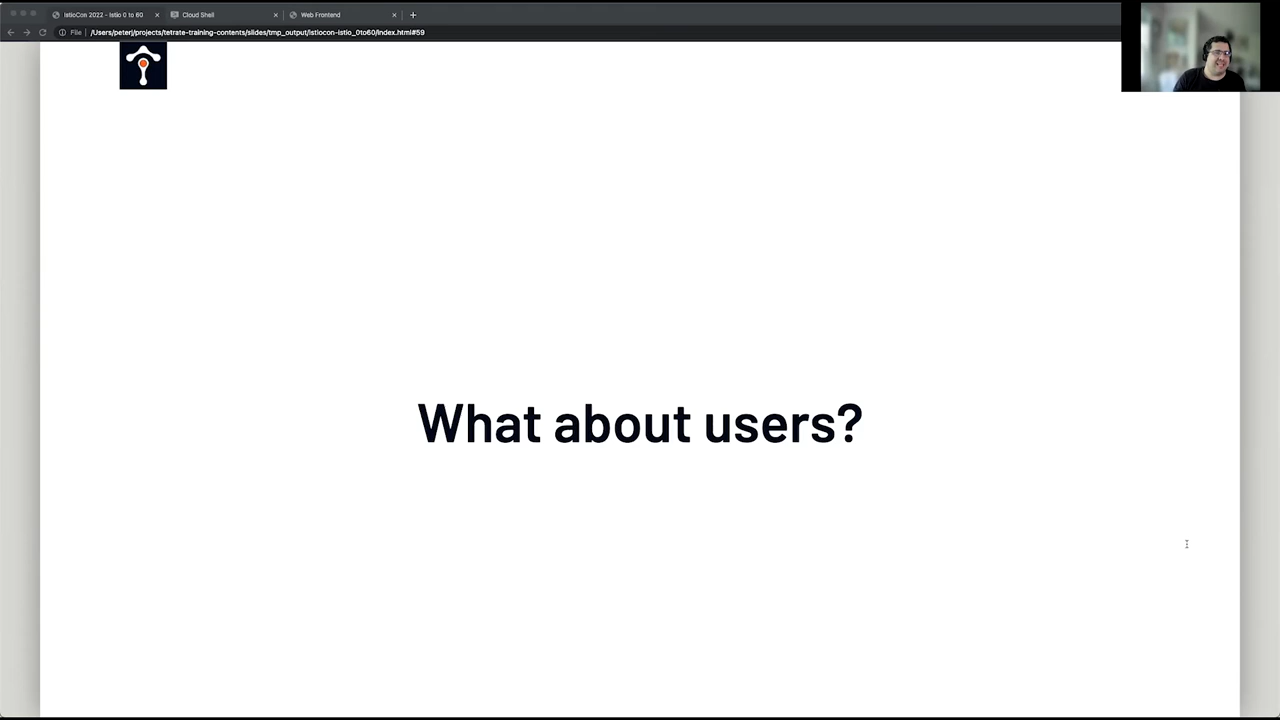 IstioCon 2022 - Istio 0 to 60
Cloud Shell
Web Frontend
File
/Users/peterj/projects/tetrate-training-contents/slides/tmp_output/istiocon-istio_0to60/index.html#59
What about users?